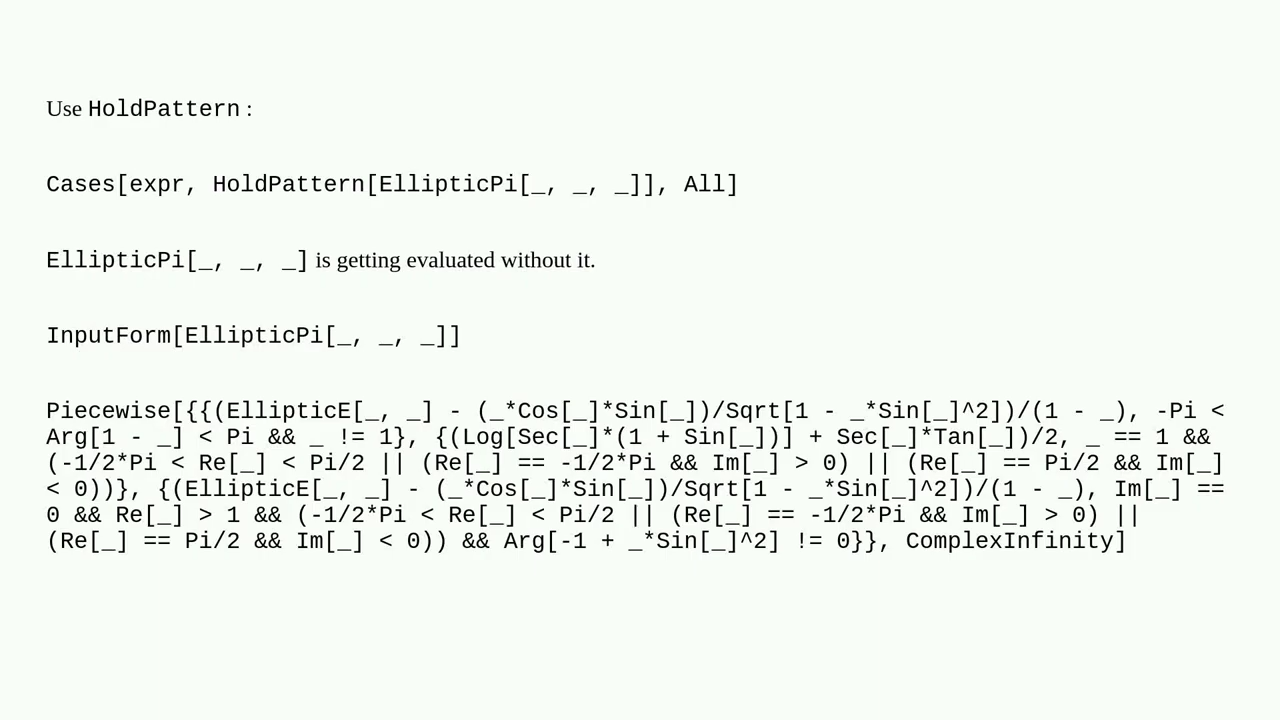 Use HoldPattern :
Cases[expr, HoldPattern[EllipticPi[_, _, _]], All]
EllipticPi[_, _, _] is getting evaluated without it.
InputForm[EllipticPi[_, _, _]]
Piecewise[{{(EllipticE[_, _] - (_*Cos[_]*Sin[_])/Sqrt[1 - _*Sin[_]^2])/(1 - _), -Pi <
Arg[1 - _] < Pi && _ != 1}, {(Log[Sec[_]*(1 + Sin[_])] + Sec[_]*Tan[_])/2, _ == 1 &&
(-1/2*Pi < Re[_] < Pi/2 || (Re[_] == -1/2*Pi && Im[_] > 0) || (Re[_] == Pi/2 && Im[_]
< 0))}, {(EllipticE[_, _] - (_*Cos[_]*Sin[_])/Sqrt[1 - _*Sin[_]^2])/(1 - _), Im[_] ==
0 && Re[_] > 1 && (-1/2*Pi < Re[_] < Pi/2 || (Re[_] == -1/2*Pi && Im[_] > 0) ||
(Re[_] == Pi/2 && Im[_] < 0)) && Arg[-1 + _*Sin[_]^2] != 0}}, ComplexInfinity]